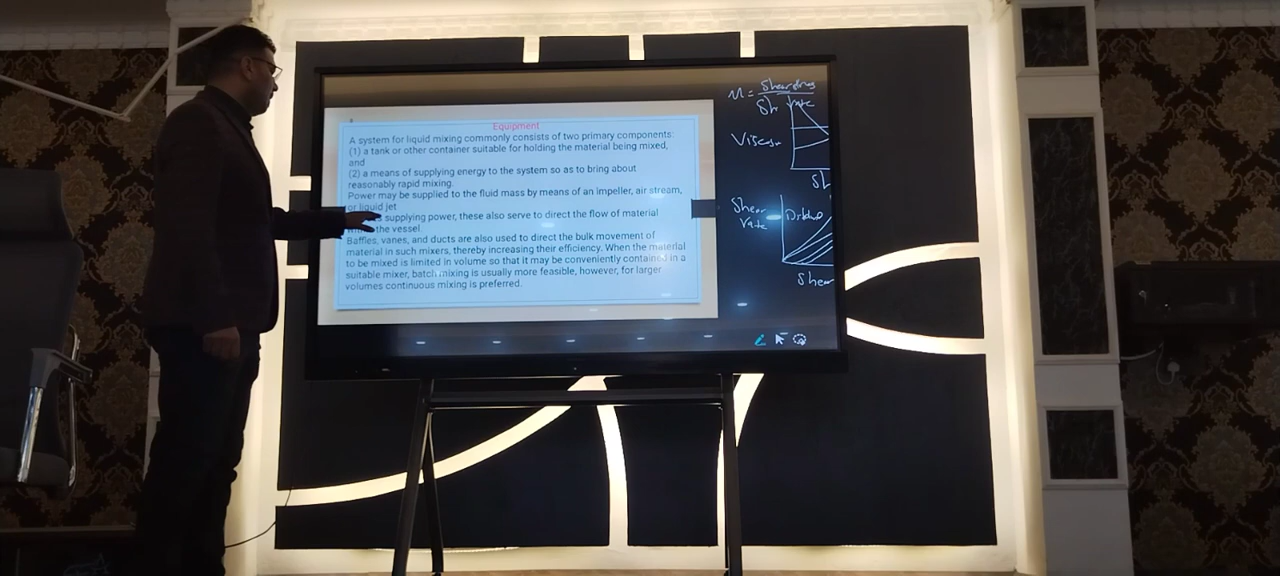 Equipment
A system for liquid mixing commonly consists of two primary components:
(1) a tank or other container suitable for holding the material being mixed,
and
(2) a means of supplying energy to the system so as to bring about
reasonably rapid mixing.
Power may be supplied to the fluid mass by means of an impeller, air stream,
or liquid jet
supplying power, these also serve to direct the flow of material
the vessel.
Baffles, vanes, and ducts are also used to direct the bulk movement of
material in such mixers, thereby increasing their efficiency. When the material
to be mixed is limited in volume so that it may be conveniently contained in a
suitable mixer, batch mixing is usually more feasible, however, for larger
volumes continuous mixing is preferred.
Shear
rate
Shear
rate
Shear